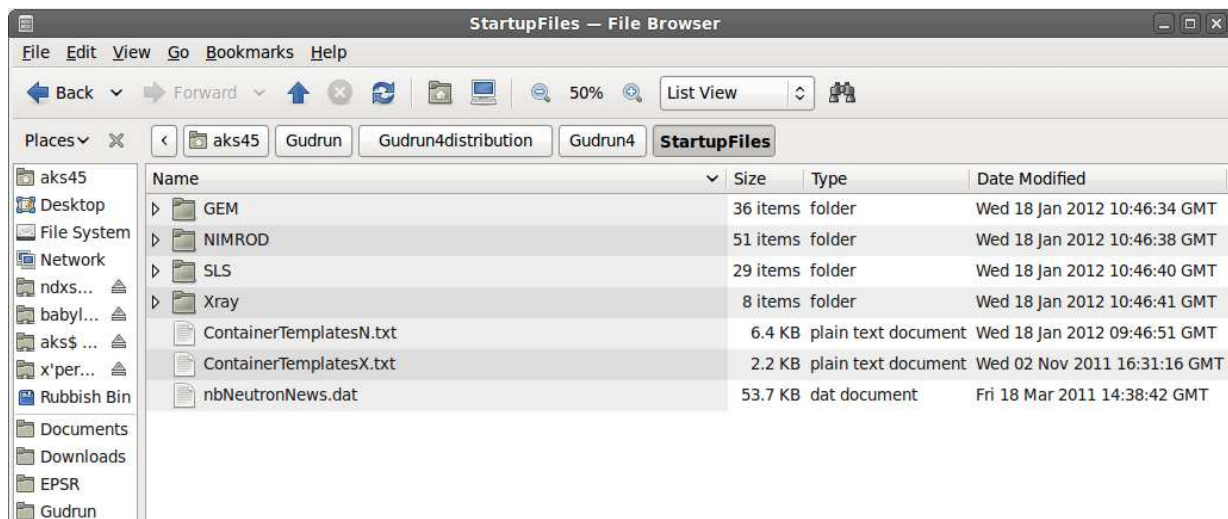 StartupFiles — File Browser
File Edit View Go Bookmarks Help
Back Forward 50% List View
Places aks45 Gudrun Gudrun4distribution Gudrun4 StartupFiles
aks45 Name Size Type Date Modified
Desktop GEM 36 items folder Wed 18 Jan 2012 10:46:34 GMT
File System NIMROD 51 items folder Wed 18 Jan 2012 10:46:38 GMT
Network SLS 29 items folder Wed 18 Jan 2012 10:46:40 GMT
ndxs... Xray 8 items folder Wed 18 Jan 2012 10:46:41 GMT
babyl... ContainerTemplatesN.txt 6.4 KB plain text document Wed 18 Jan 2012 09:46:51 GMT
aks$ ... ContainerTemplatesX.txt 2.2 KB plain text document Wed 02 Nov 2011 16:31:16 GMT
x'per... nbNeutronNews.dat 53.7 KB dat document Fri 18 Mar 2011 14:38:42 GMT
Rubbish Bin
Documents
Downloads
EPSR
Gudrun